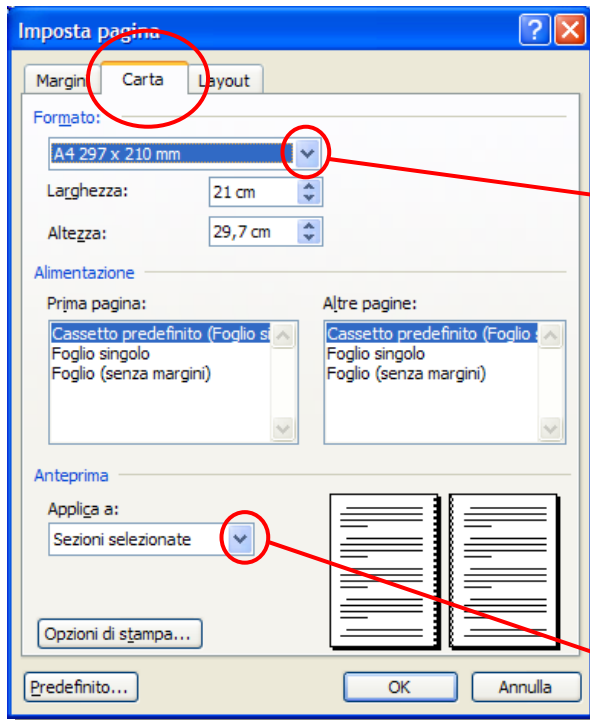 Imposta pagina
Margini Carta Layout
Formato:
A4 297 x 210 mm
Larghezza: 21 cm
Altezza: 29,7 cm
Alimentazione
Prima pagina: Altre pagine:
Cassetto predefinito (Foglio si Cassetto predefinito (Foglio s
Foglio singolo Foglio singolo
Foglio (senza margini) Foglio (senza margini)
Anteprima
Applica a:
Sezioni selezionate
Opzioni di stampa...
Predefinito... OK Annulla